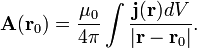 𝐀(𝐫₀) = μ₀/4π ∫ 𝐣(𝐫)dV/|𝐫 − 𝐫₀|.